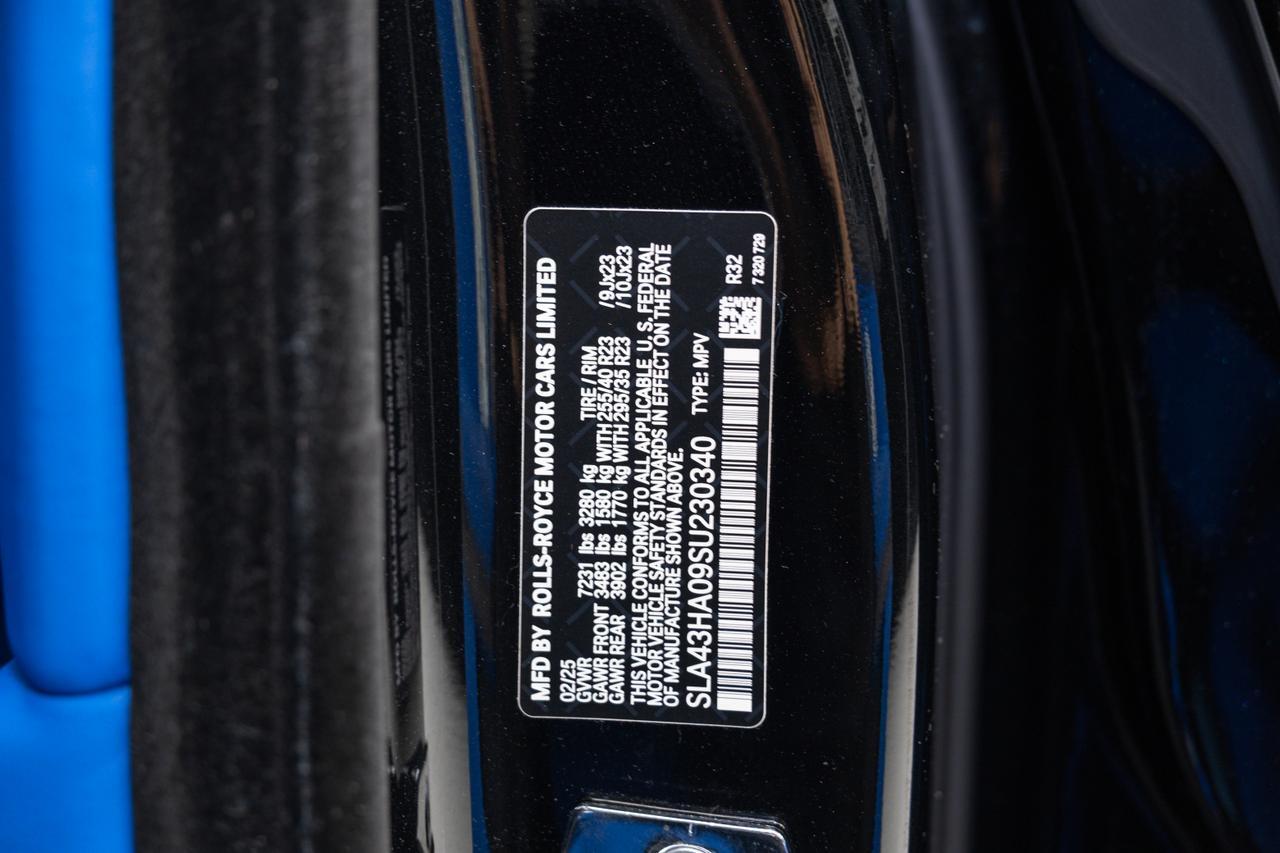 MFD BY ROLLS-ROYCE MOTOR CARS LIMITED
02/25
GVWR 7231 lbs 3280 kg TIRE / RIM
GAWR FRONT 3483 lbs 1580 kg WITH 255/40 R23 /9Jx23
GAWR REAR 3902 lbs 1770 kg WITH 295/35 R23 /10Jx23
THIS VEHICLE CONFORMS TO ALL APPLICABLE U. S. FEDERAL
MOTOR VEHICLE SAFETY STANDARDS IN EFFECT ON THE DATE
OF MANUFACTURE SHOWN ABOVE.
SLA43HA09SU230340 TYPE: MPV
R32
7 320 729